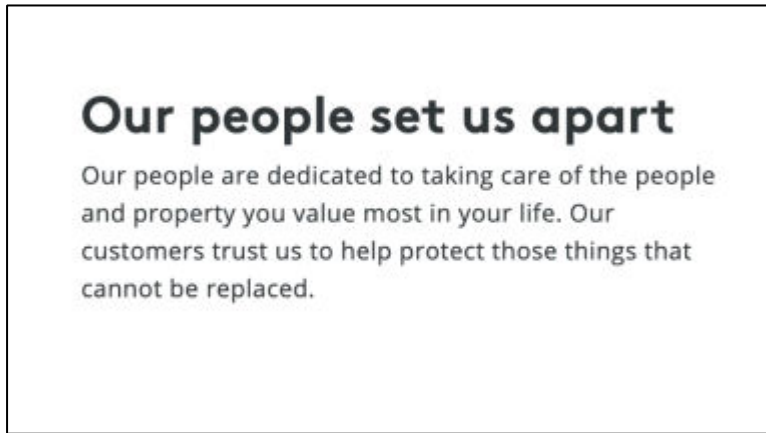 Our people set us apart
Our people are dedicated to taking care of the people
and property you value most in your life. Our
customers trust us to help protect those things that
cannot be replaced.